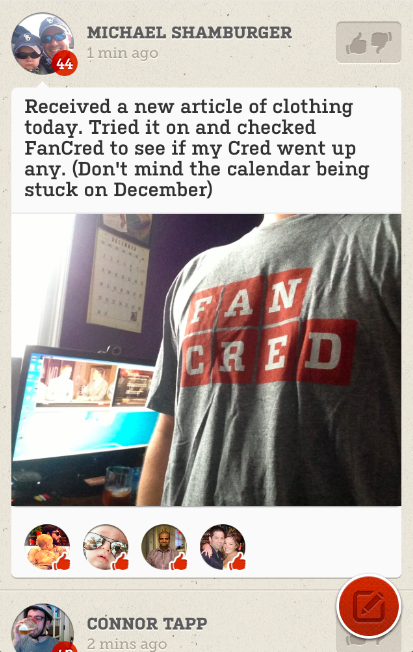 MICHAEL SHAMBURGER
44
1 min ago
Received a new article of clothing
today. Tried it on and checked
FanCred to see if my Cred went up
any. (Don't mind the calendar being
stuck on December)
DECEMBER
FAN
CRED
CONNOR TAPP
2 mins ago